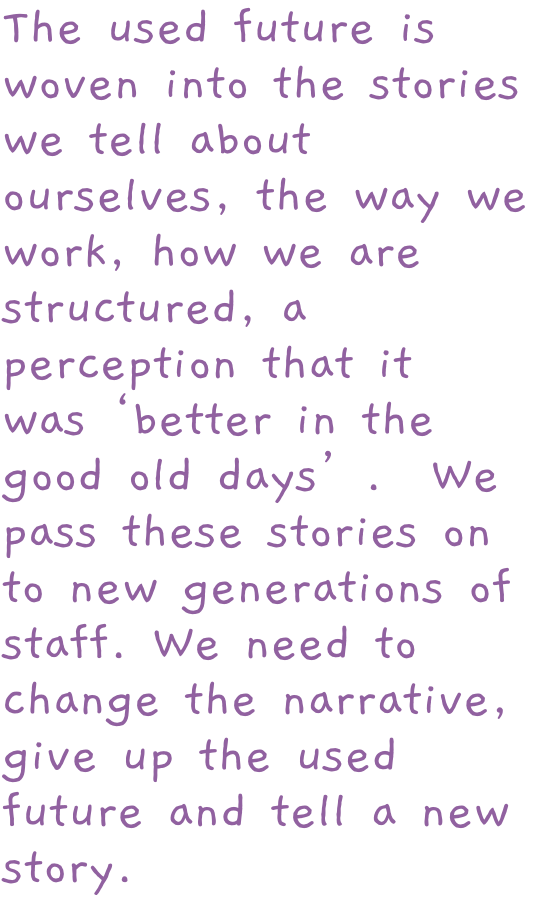 The used future is
woven into the stories
we tell about
ourselves, the way we
work, how we are
structured, a
perception that it
was ‘better in the
good old days’ .  We
pass these stories on
to new generations of
staff. We need to
change the narrative,
give up the used
future and tell a new
story.